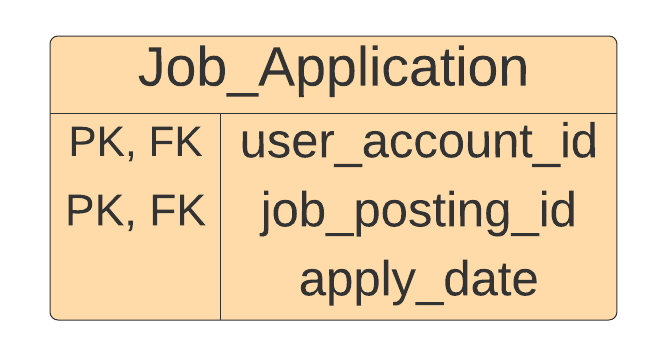 Job_Application
PK, FK user_account_id
PK, FK job_posting_id
apply_date